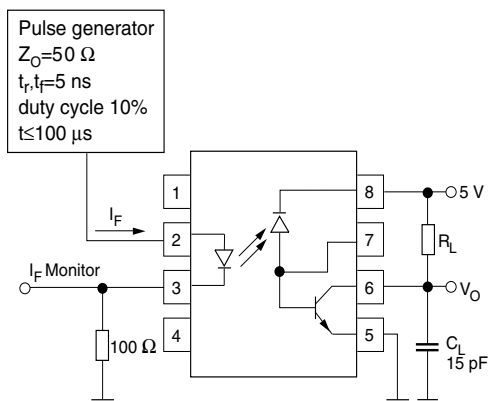 Pulse generator
Z_O=50 Ω
t_r,t_f=5 ns
duty cycle 10%
t≤100 µs
I_F
I_F Monitor
100 Ω
1
2
3
4
8
7
6
5
5 V
R_L
V_O
C_L
15 pF